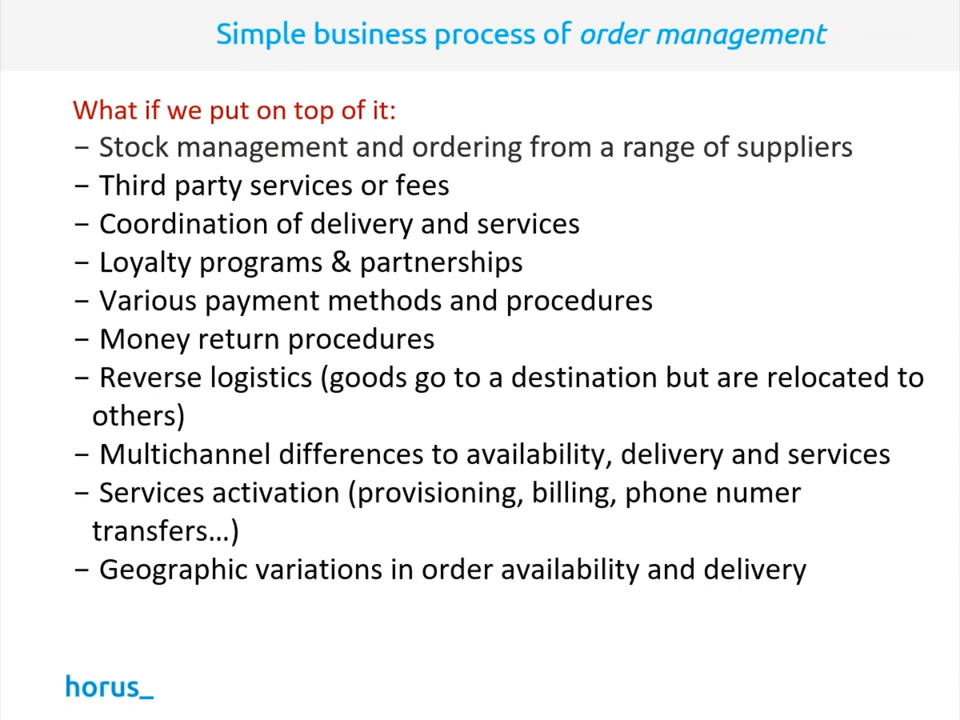 Simple business process of order management
What if we put on top of it:
– Stock management and ordering from a range of suppliers
– Third party services or fees
– Coordination of delivery and services
– Loyalty programs & partnerships
– Various payment methods and procedures
– Money return procedures
– Reverse logistics (goods go to a destination but are relocated to
others)
– Multichannel differences to availability, delivery and services
– Services activation (provisioning, billing, phone numer
transfers…)
– Geographic variations in order availability and delivery
horus_